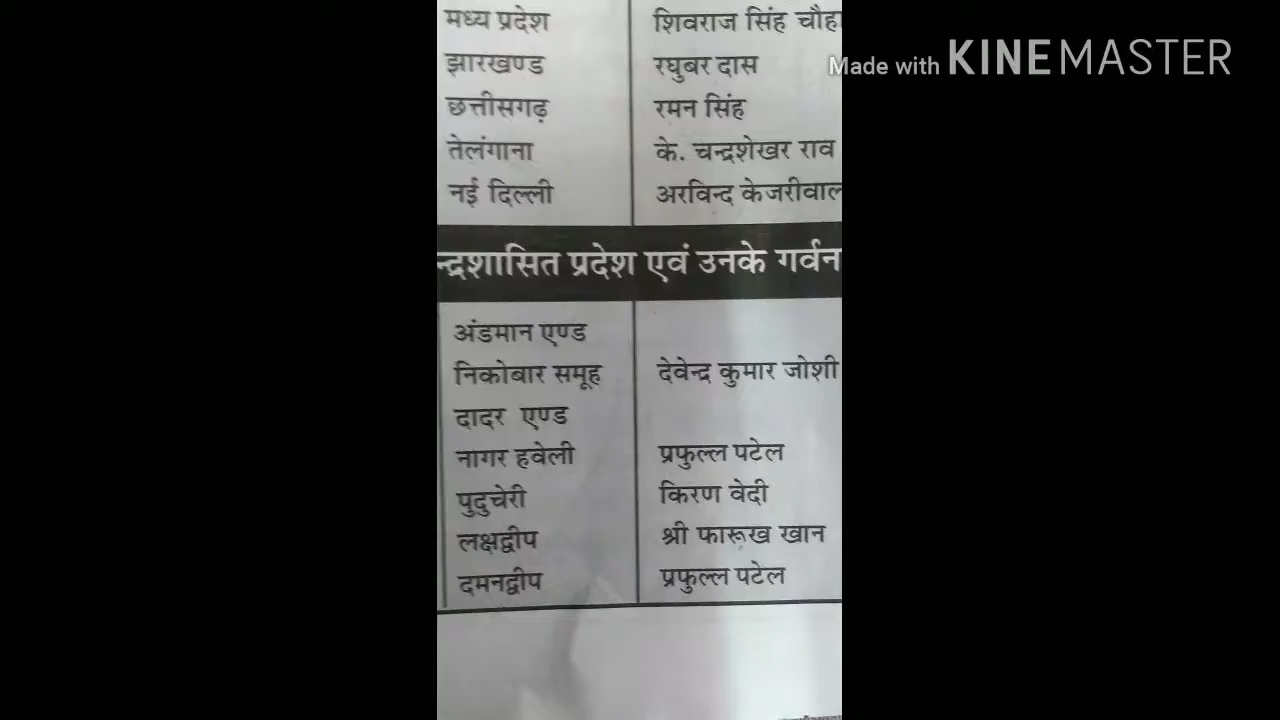 मध्य प्रदेश शिवराज सिंह चौहा
Made with KINEMASTER
झारखण्ड रघुबर दास
छत्तीसगढ़ रमन सिंह
तेलंगाना के. चन्द्रशेखर राव
नई दिल्ली अरविन्द केजरीवाल
न्द्रशासित प्रदेश एवं उनके गर्वन
अंडमान एण्ड
निकोबार समूह देवेन्द्र कुमार जोशी
दादर एण्ड
नागर हवेली प्रफुल्ल पटेल
पुदुचेरी किरण वेदी
लक्षद्वीप श्री फारूख खान
दमनद्वीप प्रफुल्ल पटेल